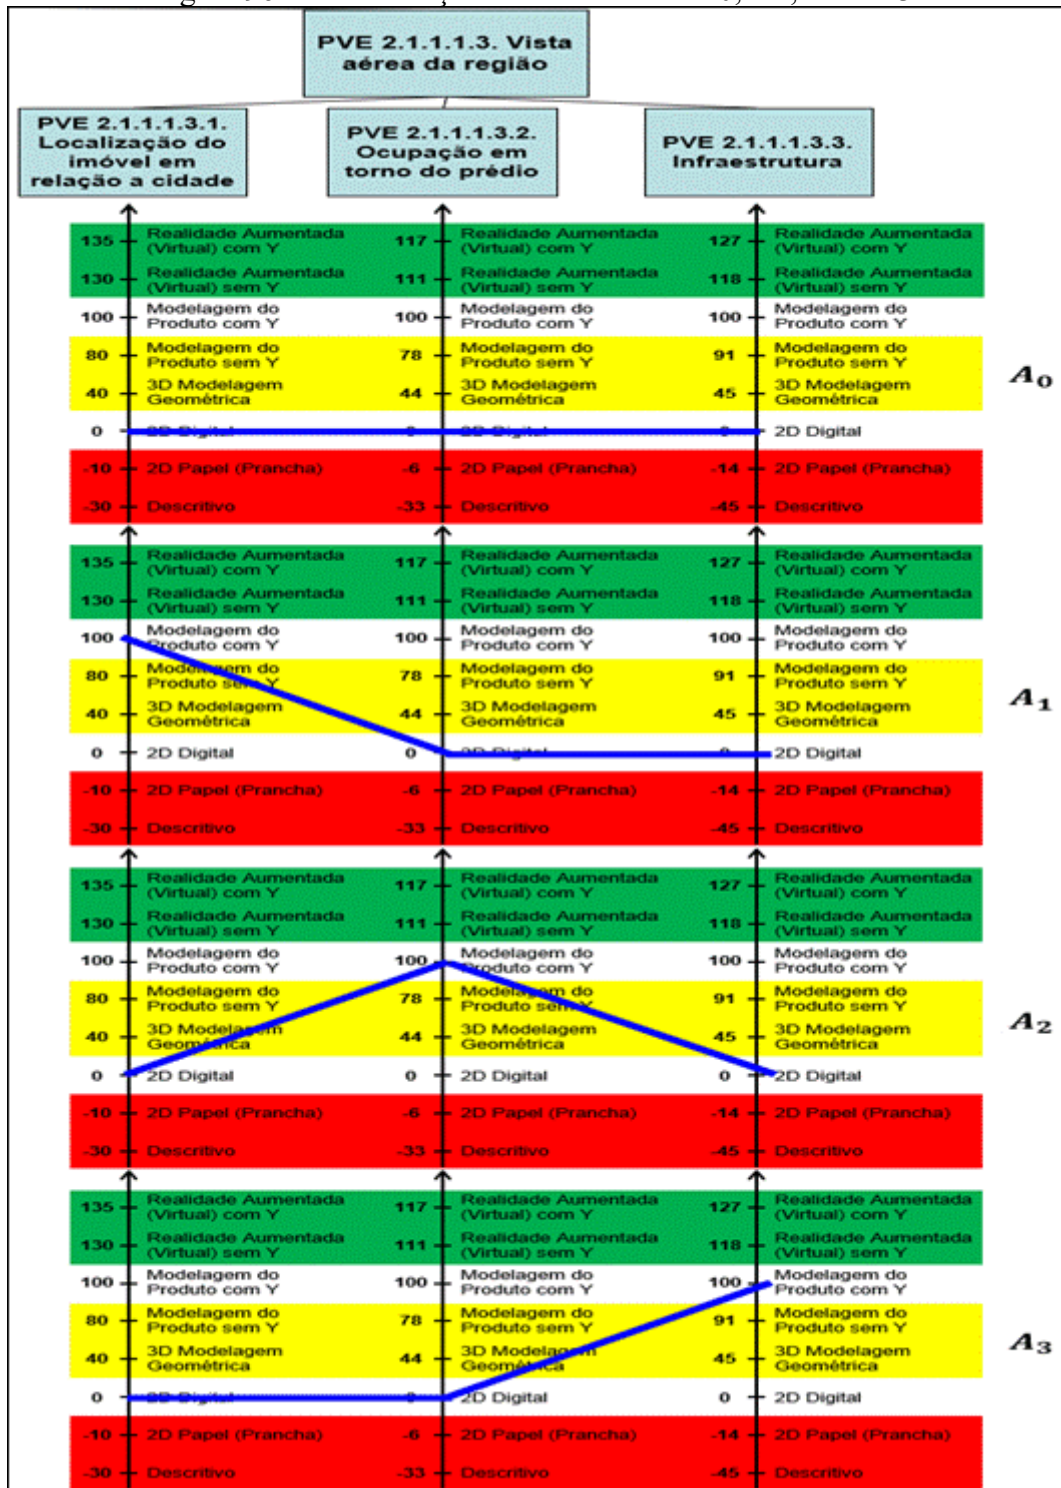 PVE 2.1.1.1.3. Vista
aérea da região
PVE 2.1.1.1.3.1.
Localização do
imóvel em
relação a cidade
PVE 2.1.1.1.3.2.
Ocupação em
torno do prédio
PVE 2.1.1.1.3.3.
Infraestrutura
135 Realidade Aumentada 117 Realidade Aumentada 127 Realidade Aumentada
(Virtual) com Y (Virtual) com Y (Virtual) com Y
130 Realidade Aumentada 111 Realidade Aumentada 118 Realidade Aumentada
(Virtual) sem Y (Virtual) sem Y (Virtual) sem Y
100 Modelagem do 100 Modelagem do 100 Modelagem do
Produto com Y Produto com Y Produto com Y
80 Modelagem do 78 Modelagem do 91 Modelagem do
Produto sem Y Produto sem Y Produto sem Y
A0
40 3D Modelagem 44 3D Modelagem 45 3D Modelagem
Geométrica Geométrica Geométrica
0 2D Digital 0 2D Digital 0 2D Digital
-10 2D Papel (Prancha) -6 2D Papel (Prancha) -14 2D Papel (Prancha)
-30 Descritivo -33 Descritivo -45 Descritivo
135 Realidade Aumentada 117 Realidade Aumentada 127 Realidade Aumentada
(Virtual) com Y (Virtual) com Y (Virtual) com Y
130 Realidade Aumentada 111 Realidade Aumentada 118 Realidade Aumentada
(Virtual) sem Y (Virtual) sem Y (Virtual) sem Y
100 Modelagem do 100 Modelagem do 100 Modelagem do
Produto com Y Produto com Y Produto com Y
80 Modelagem do 78 Modelagem do 91 Modelagem do
Produto sem Y Produto sem Y Produto sem Y
A1
40 3D Modelagem 44 3D Modelagem 45 3D Modelagem
Geométrica Geométrica Geométrica
0 2D Digital 0 2D Digital 0 2D Digital
-10 2D Papel (Prancha) -6 2D Papel (Prancha) -14 2D Papel (Prancha)
-30 Descritivo -33 Descritivo -45 Descritivo
135 Realidade Aumentada 117 Realidade Aumentada 127 Realidade Aumentada
(Virtual) com Y (Virtual) com Y (Virtual) com Y
130 Realidade Aumentada 111 Realidade Aumentada 118 Realidade Aumentada
(Virtual) sem Y (Virtual) sem Y (Virtual) sem Y
100 Modelagem do 100 Modelagem do 100 Modelagem do
Produto com Y Produto com Y Produto com Y
80 Modelagem do 78 Modelagem do 91 Modelagem do
Produto sem Y Produto sem Y Produto sem Y
A2
40 3D Modelagem 44 3D Modelagem 45 3D Modelagem
Geométrica Geométrica Geométrica
0 2D Digital 0 2D Digital 0 2D Digital
-10 2D Papel (Prancha) -6 2D Papel (Prancha) -14 2D Papel (Prancha)
-30 Descritivo -33 Descritivo -45 Descritivo
135 Realidade Aumentada 117 Realidade Aumentada 127 Realidade Aumentada
(Virtual) com Y (Virtual) com Y (Virtual) com Y
130 Realidade Aumentada 111 Realidade Aumentada 118 Realidade Aumentada
(Virtual) sem Y (Virtual) sem Y (Virtual) sem Y
100 Modelagem do 100 Modelagem do 100 Modelagem do
Produto com Y Produto com Y Produto com Y
80 Modelagem do 78 Modelagem do 91 Modelagem do
Produto sem Y Produto sem Y Produto sem Y
A3
40 3D Modelagem 44 3D Modelagem 45 3D Modelagem
Geométrica Geométrica Geométrica
0 2D Digital 0 2D Digital 0 2D Digital
-10 2D Papel (Prancha) -6 2D Papel (Prancha) -14 2D Papel (Prancha)
-30 Descritivo -33 Descritivo -45 Descritivo